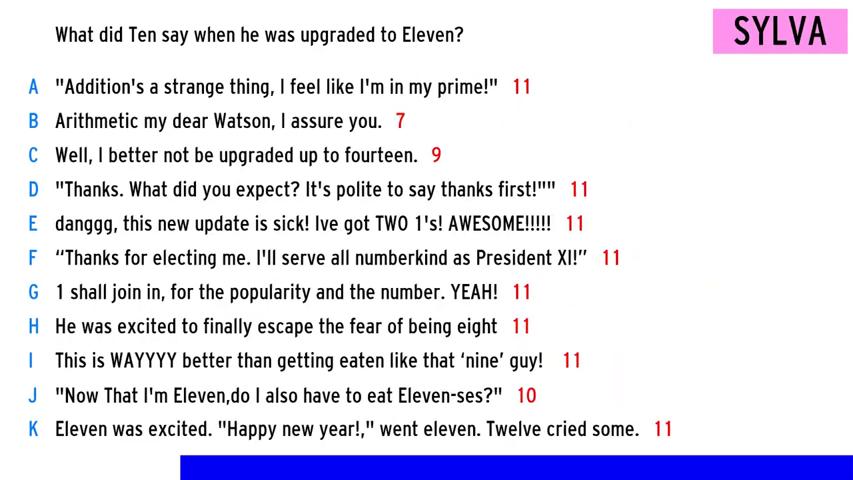 What did Ten say when he was upgraded to Eleven?
SYLVA
A "Addition's a strange thing, I feel like I'm in my prime!" 11
B Arithmetic my dear Watson, I assure you. 7
C Well, I better not be upgraded up to fourteen. 9
D "Thanks. What did you expect? It's polite to say thanks first!"" 11
E danggg, this new update is sick! Ive got TWO 1's! AWESOME!!!!! 11
F “Thanks for electing me. I'll serve all numberkind as President XI!” 11
G 1 shall join in, for the popularity and the number. YEAH! 11
H He was excited to finally escape the fear of being eight 11
I This is WAYYYY better than getting eaten like that ‘nine’ guy! 11
J "Now That I'm Eleven,do I also have to eat Eleven-ses?" 10
K Eleven was excited. "Happy new year!," went eleven. Twelve cried some. 11